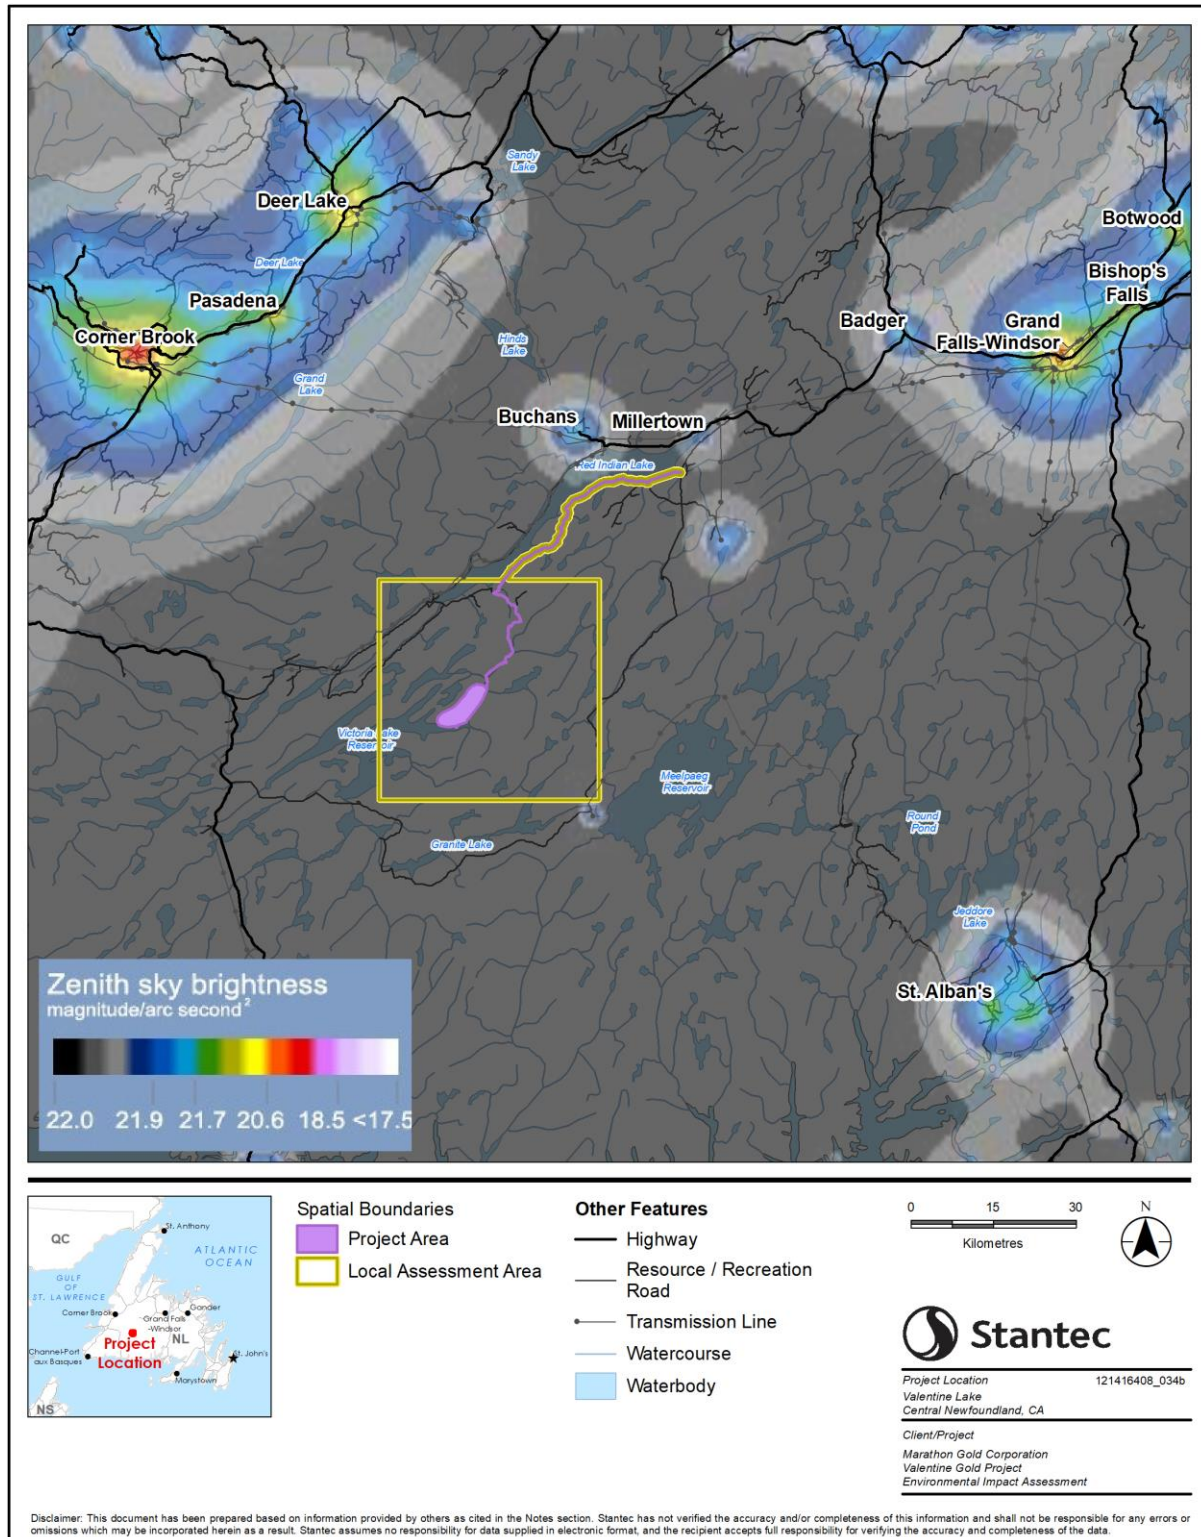 Sandy
Lake
Deer Lake
Botwood
Deer Lake
Bishop's
Falls
Pasadena
Badger
Grand
Falls-Windsor
Corner Brook
Hinds
Lake
Grand
Lake
Buchans
Millertown
Red Indian Lake
Victoria Lake
Reservoir
Meelpaeg
Reservoir
Round
Pond
Granite Lake
Jeddore
Lake
St. Alban's
Zenith sky brightness
magnitude/arc second²
22.0 21.9 21.7 20.6 18.5 <17.5
QC
St. Anthony
ATLANTIC
OCEAN
GULF
OF
ST. LAWRENCE
Corner Brook
Gander
Grand Falls
-Windsor
NL
Project
Location
Channel-Port
aux Basques
St. John's
Marystown
NS
Spatial Boundaries
Project Area
Local Assessment Area
Other Features
Highway
Resource / Recreation
Road
Transmission Line
Watercourse
Waterbody
0 15 30
Kilometres
N
Stantec
Project Location 121416408_034b
Valentine Lake
Central Newfoundland, CA
Client/Project
Marathon Gold Corporation
Valentine Gold Project
Environmental Impact Assessment
Disclaimer: This document has been prepared based on information provided by others as cited in the Notes section. Stantec has not verified the accuracy and/or completeness of this information and shall not be responsible for any errors or
omissions which may be incorporated herein as a result. Stantec assumes no responsibility for data supplied in electronic format, and the recipient accepts full responsibility for verifying the accuracy and completeness of the data.